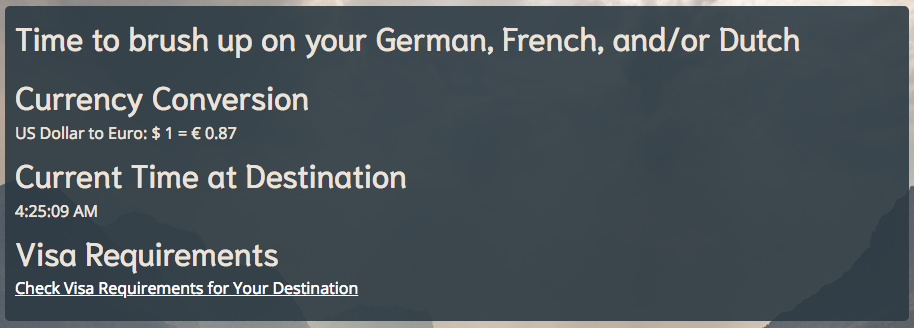 Time to brush up on your German, French, and/or Dutch
Currency Conversion
US Dollar to Euro: $ 1 = € 0.87
Current Time at Destination
4:25:09 AM
Visa Requirements
Check Visa Requirements for Your Destination